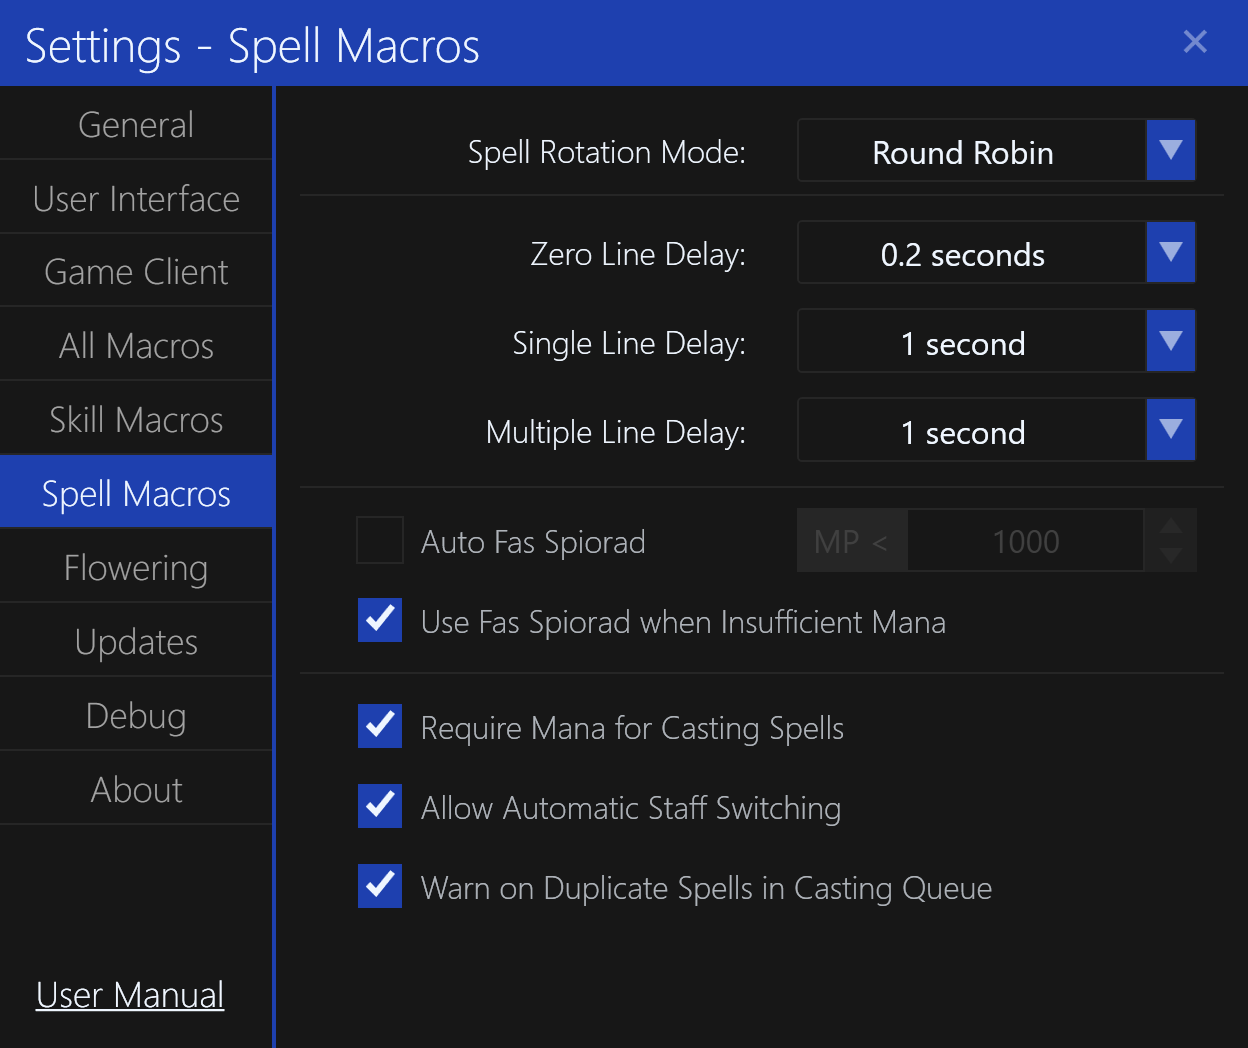 Settings - Spell Macros
General
User Interface
Game Client
All Macros
Skill Macros
Spell Macros
Flowering
Updates
Debug
About
User Manual
Spell Rotation Mode: Round Robin
Zero Line Delay: 0.2 seconds
Single Line Delay: 1 second
Multiple Line Delay: 1 second
Auto Fas Spiorad MP < 1000
Use Fas Spiorad when Insufficient Mana
Require Mana for Casting Spells
Allow Automatic Staff Switching
Warn on Duplicate Spells in Casting Queue